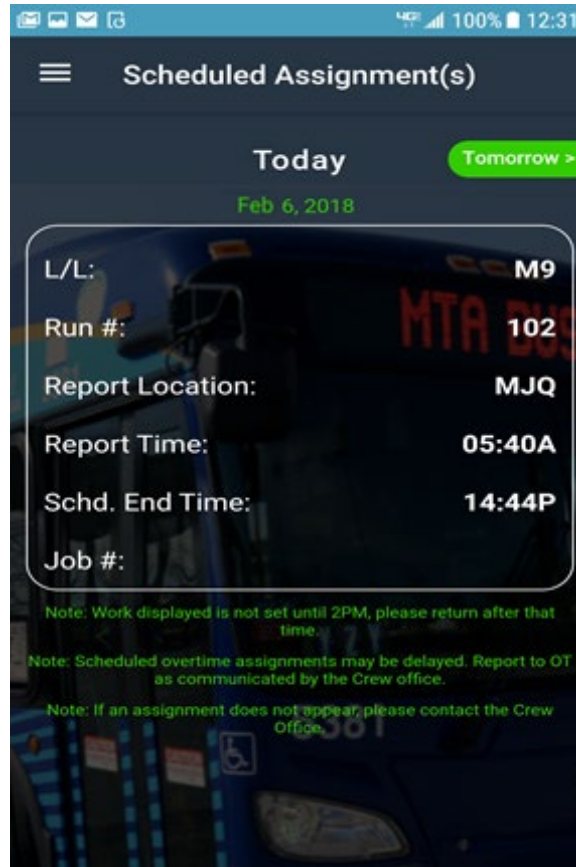 4GE 100% 12:31
Scheduled Assignment(s)
Today
Tomorrow >
Feb 6, 2018
L/L: M9
MTA BUS
Run #: 102
Report Location: MJQ
Report Time: 05:40A
Schd. End Time: 14:44P
Job #:
Note: Work displayed is not set until 2PM, please return after that
time.
Note: Scheduled overtime assignments may be delayed. Report to OT
as communicated by the Crew office.
Note: If an assignment does not appear, please contact the Crew
Office.